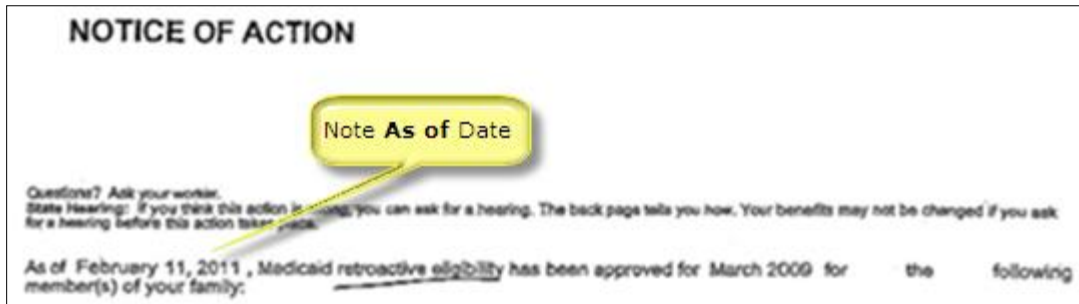 NOTICE OF ACTION
Note As of Date
Questions? Ask your worker.
State Hearing: If you think this action is wrong, you can ask for a hearing. The back page tells you how. Your benefits may not be changed if you ask
for a hearing before this action takes place.
As of February 11, 2011 , Medicaid retroactive eligibility has been approved for March 2009 for the following
member(s) of your family: